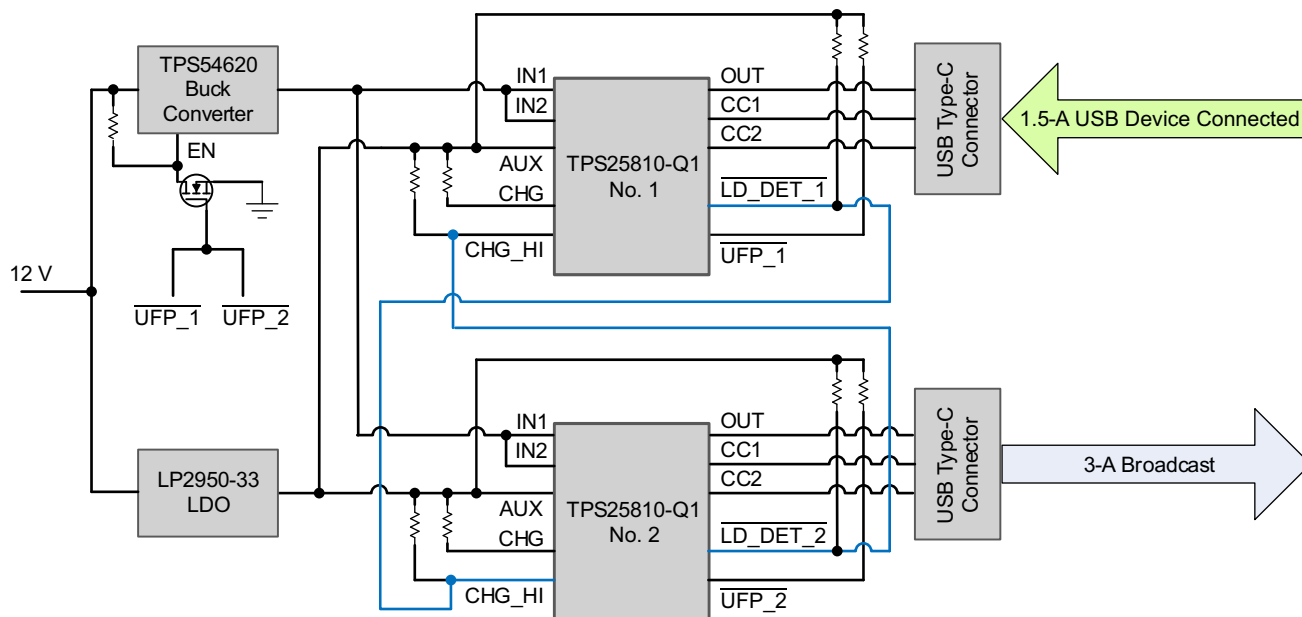 TPS54620
Buck
Converter
EN
12 V
UFP_1
UFP_2
LP2950-33
LDO
IN1
IN2
AUX
CHG
CHG_HI
TPS25810-Q1
No. 1
OUT
CC1
CC2
LD_DET_1
UFP_1
USB Type-C
Connector
1.5-A USB Device Connected
IN1
IN2
AUX
CHG
CHG_HI
TPS25810-Q1
No. 2
OUT
CC1
CC2
LD_DET_2
UFP_2
USB Type-C
Connector
3-A Broadcast